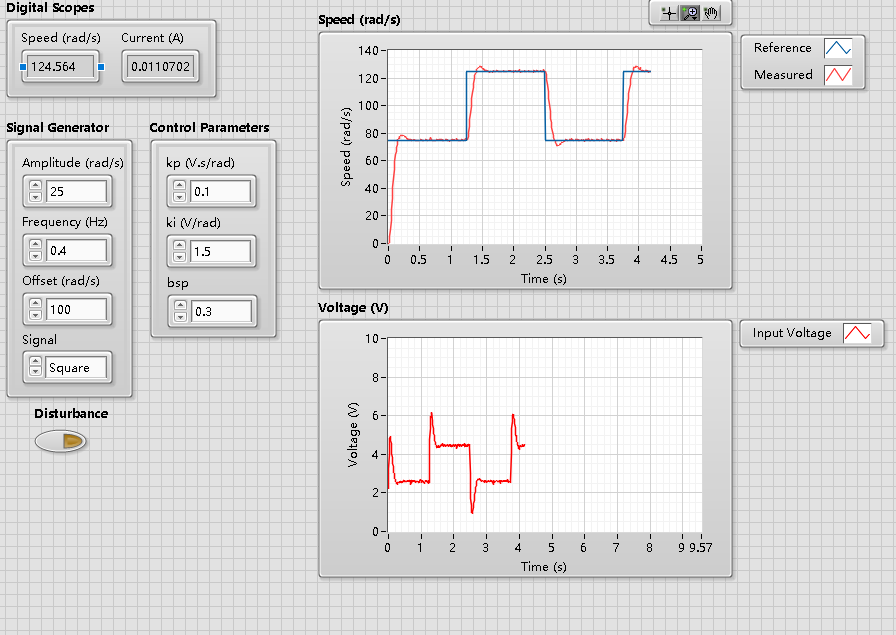 Digital Scopes
Speed (rad/s) Current (A)
124.564 0.0110702
Signal Generator
Amplitude (rad/s)
25
Frequency (Hz)
0.4
Offset (rad/s)
100
Signal
Square
Disturbance
Control Parameters
kp (V.s/rad)
0.1
ki (V/rad)
1.5
bsp
0.3
Speed (rad/s)
Speed (rad/s)
140
120
100
80
60
40
20
0
0 0.5 1 1.5 2 2.5 3 3.5 4 4.5 5
Time (s)
Reference
Measured
Voltage (V)
Voltage (V)
10
8
6
4
2
0
0 1 2 3 4 5 6 7 8 9 9.57
Time (s)
Input Voltage